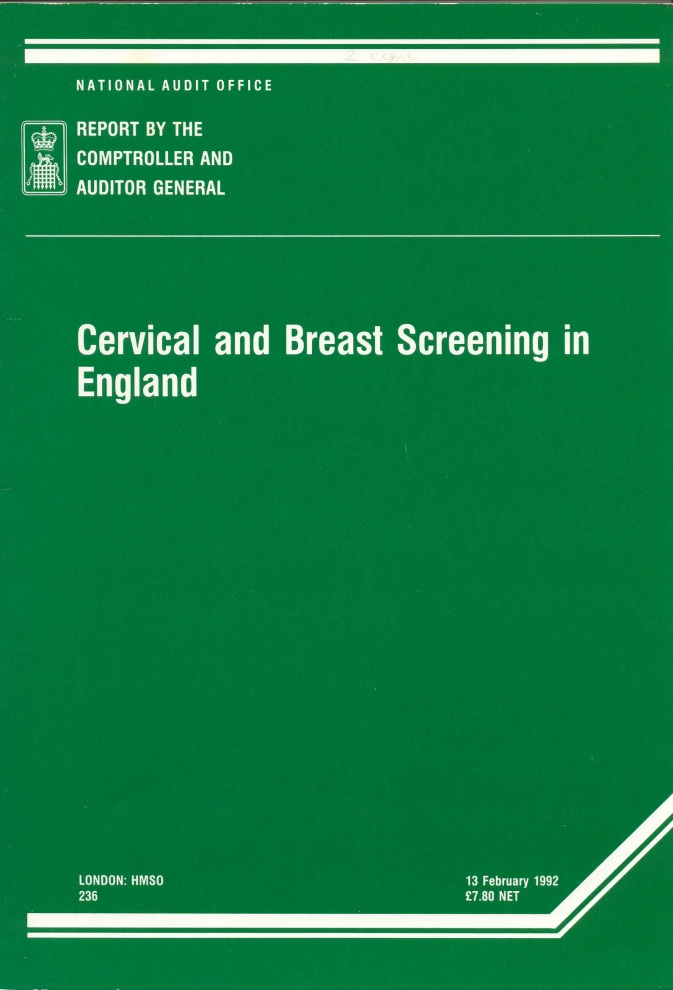 NATIONAL AUDIT OFFICE
REPORT BY THE
COMPTROLLER AND
AUDITOR GENERAL
Cervical and Breast Screening in
England
LONDON: HMSO
236
13 February 1992
£7.80 NET